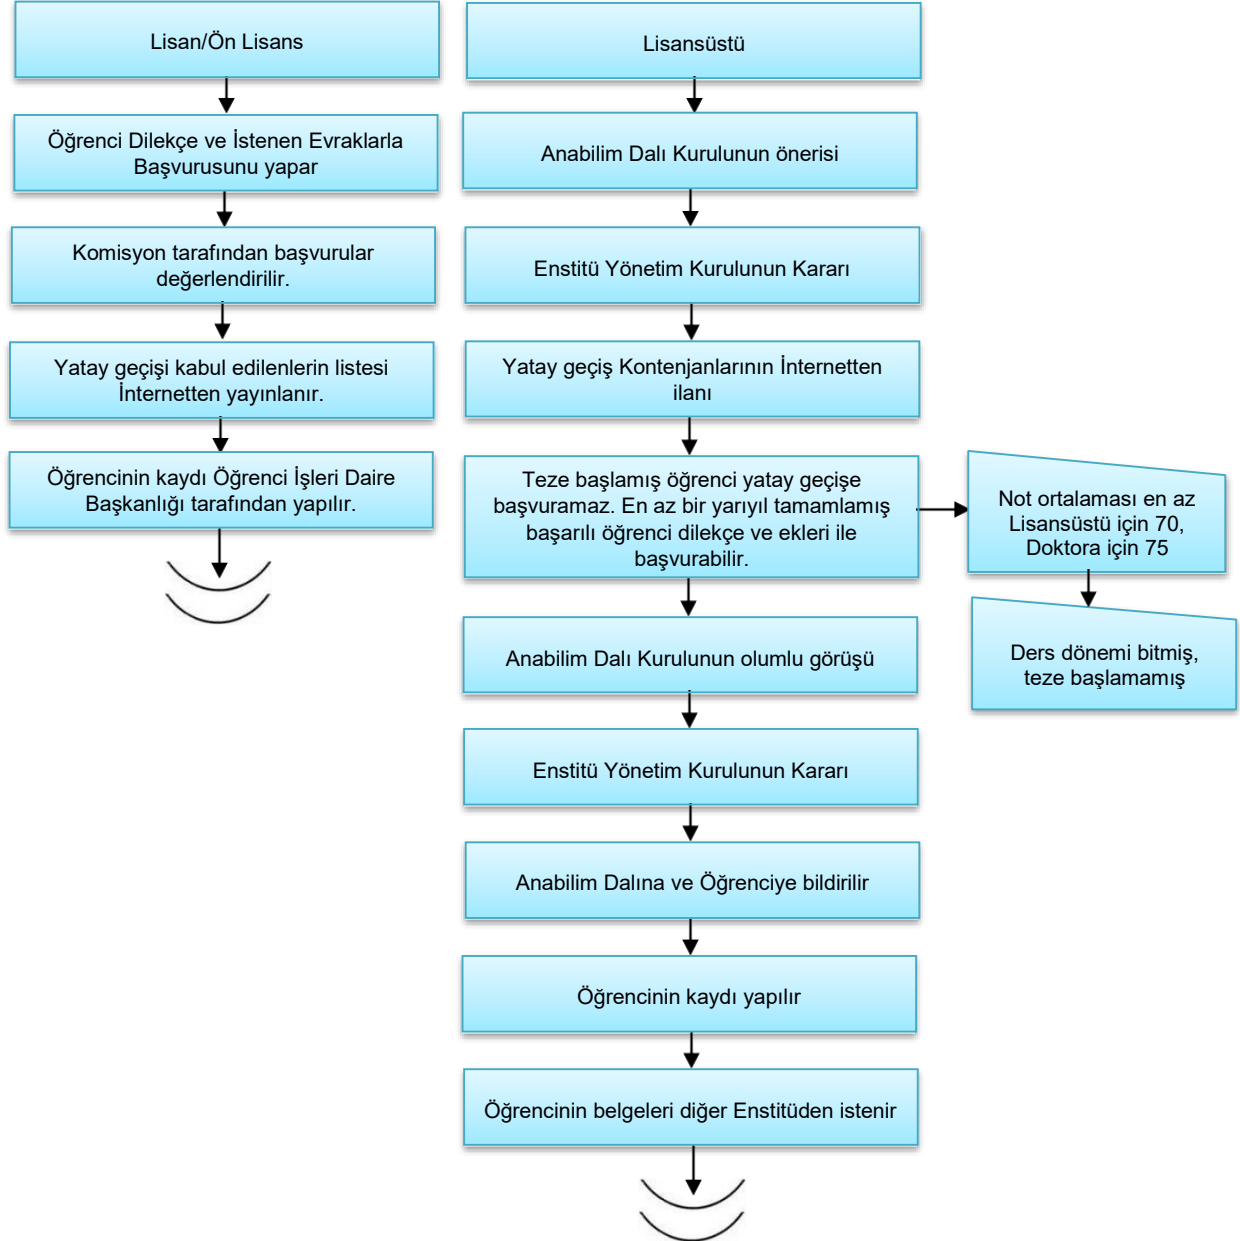 Lisan/Ön Lisans
Öğrenci Dilekçe ve İstenen Evraklarla
Başvurusunu yapar
Komisyon tarafından başvurular
değerlendirilir.
Yatay geçişi kabul edilenlerin listesi
İnternetten yayınlanır.
Öğrencinin kaydı Öğrenci İşleri Daire
Başkanlığı tarafından yapılır.
Lisansüstü
Anabilim Dalı Kurulunun önerisi
Enstitü Yönetim Kurulunun Kararı
Yatay geçiş Kontenjanlarının İnternetten
ilanı
Teze başlamış öğrenci yatay geçişe
başvuramaz. En az bir yarıyıl tamamlamış
başarılı öğrenci dilekçe ve ekleri ile
başvurabilir.
Not ortalaması en az
Lisansüstü için 70,
Doktora için 75
Ders dönemi bitmiş,
teze başlamamış
Anabilim Dalı Kurulunun olumlu görüşü
Enstitü Yönetim Kurulunun Kararı
Anabilim Dalına ve Öğrenciye bildirilir
Öğrencinin kaydı yapılır
Öğrencinin belgeleri diğer Enstitüden istenir